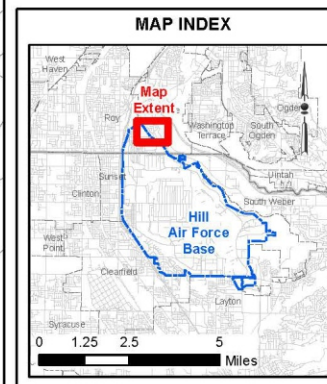 MAP INDEX
West
Haven
Map
Extent
Roy
Washington
Terrace
South
Ogden
Ogden
Uintah
Sunset
South Weber
Clinton
Hill
Air Force
Base
West
Point
Clearfield
Layton
Syracuse
0 1.25 2.5 5
Miles